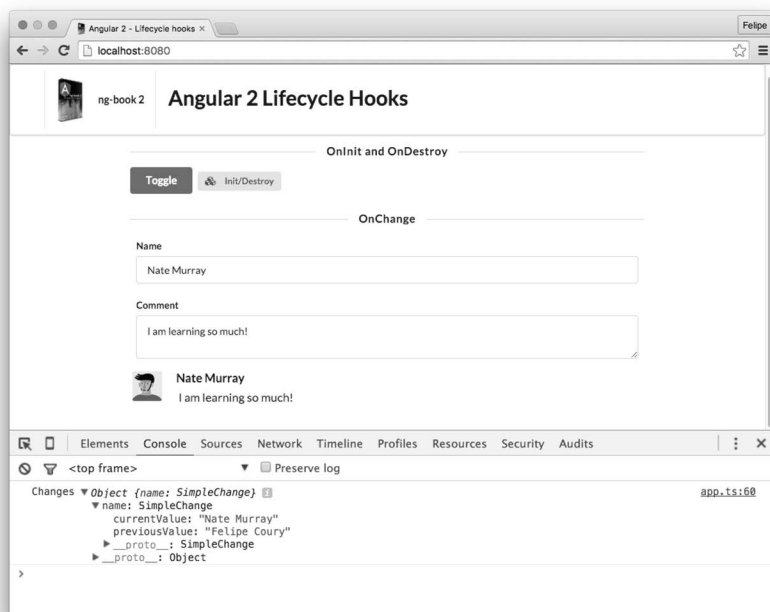 Angular 2 - Lifecycle hooks ×
Felipe
localhost:8080
ng-book 2
Angular 2 Lifecycle Hooks
OnInit and OnDestroy
Toggle
Init/Destroy
OnChange
Name
Nate Murray
Comment
I am learning so much!
Nate Murray
I am learning so much!
Elements Console Sources Network Timeline Profiles Resources Security Audits
<top frame> Preserve log
Changes ▼Object {name: SimpleChange} i app.ts:60
▼name: SimpleChange
currentValue: "Nate Murray"
previousValue: "Felipe Coury"
▶__proto__: SimpleChange
▶__proto__: Object
>